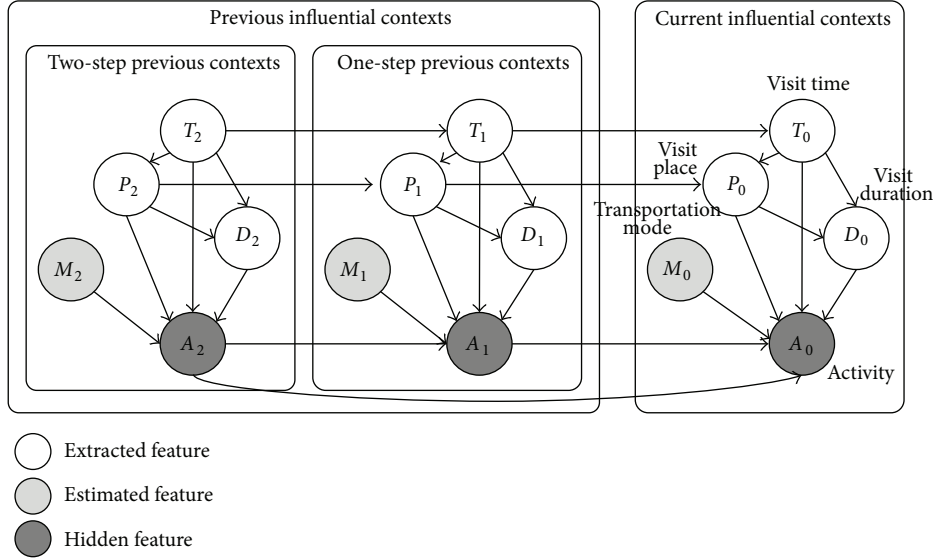 Previous influential contexts
Current influential contexts
Two-step previous contexts
One-step previous contexts
Visit time
T2
T1
T0
Visit
place
P2
P1
P0
Visit
duration
Transportation
mode
D2
D1
D0
M2
M1
M0
A2
A1
A0
Activity
Extracted feature
Estimated feature
Hidden feature